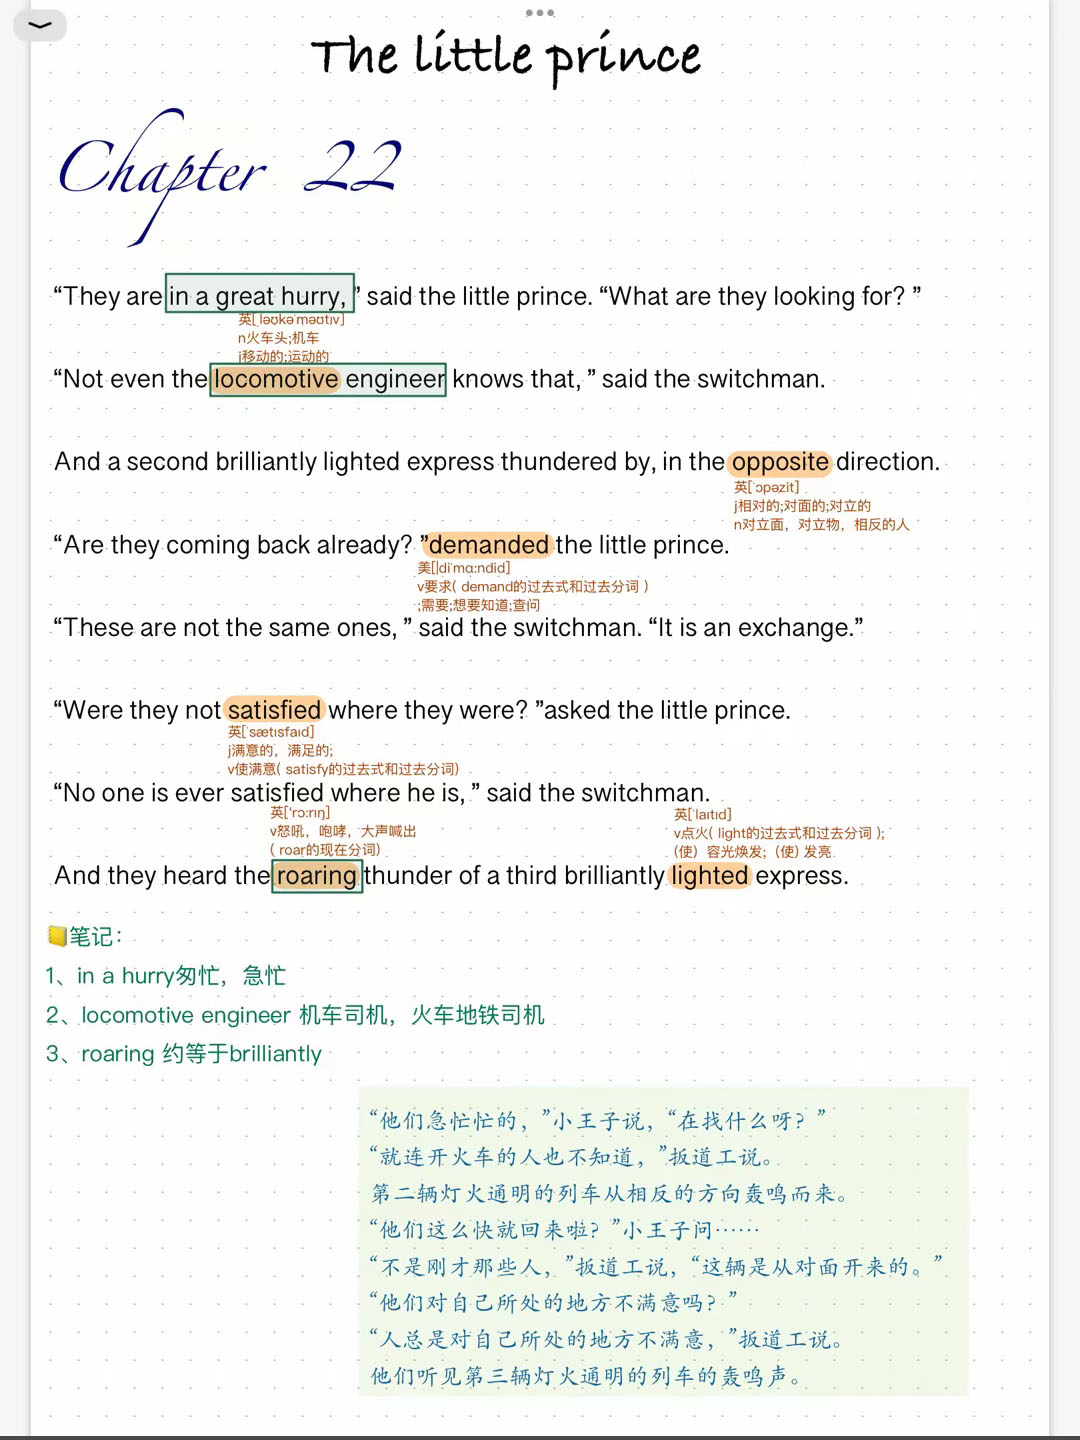 The little prince
Chapter 22
“They are in a great hurry, ” said the little prince. “What are they looking for? ”
英[ˌləʊkəˈməʊtɪv]
n火车头;机车
j移动的;运动的
“Not even the locomotive engineer knows that, ” said the switchman.
And a second brilliantly lighted express thundered by, in the opposite direction.
英[ˈɔpəzit]
j相对的;对面的;对立的
n对立面，对立物，相反的人
“Are they coming back already? ”demanded the little prince.
美[|diˈmɑ:ndid]
v要求( demand的过去式和过去分词 )
;需要;想要知道;查问
“These are not the same ones, ” said the switchman. “It is an exchange.”
“Were they not satisfied where they were? ”asked the little prince.
英[ˈsætɪsfaɪd]
j满意的，满足的;
v使满意( satisfy的过去式和过去分词)
“No one is ever satisfied where he is, ” said the switchman.
英['rɔ:rɪŋ]
v怒吼，咆哮，大声喊出
( roar的现在分词)
英[ˈlaɪtɪd]
v点火( light的过去式和过去分词 );
(使）容光焕发;（使) 发亮
And they heard the roaring thunder of a third brilliantly lighted express.
笔记：
1、in a hurry匆忙，急忙
2、locomotive engineer 机车司机，火车地铁司机
3、roaring 约等于brilliantly
“他们急忙忙的，”小王子说，“在找什么呀？”
“就连开火车的人也不知道，”扳道工说。
第二辆灯火通明的列车从相反的方向轰鸣而来。
“他们这么快就回来啦？”小王子问……
“不是刚才那些人，”扳道工说，“这辆是从对面开来的。”
“他们对自己所处的地方不满意吗？”
“人总是对自己所处的地方不满意，”扳道工说。
他们听见第三辆灯火通明的列车的轰鸣声。